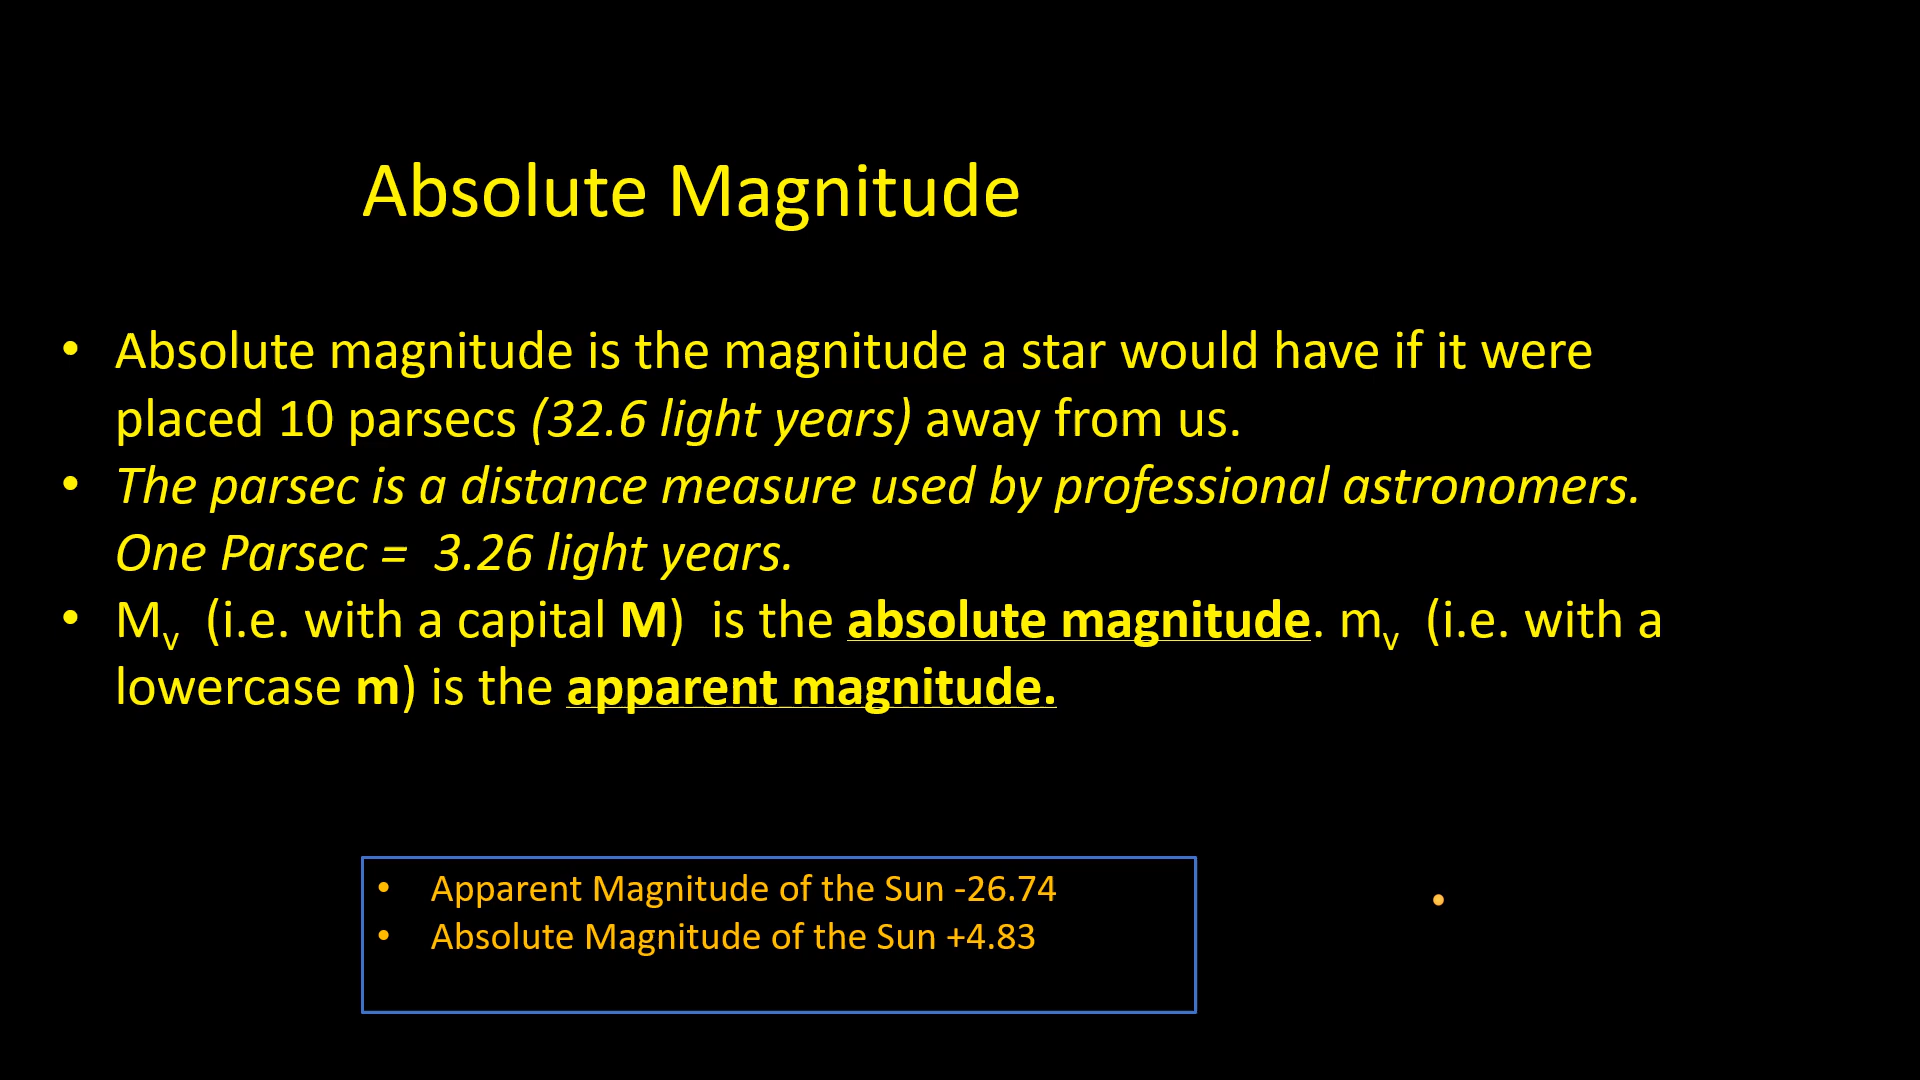 Absolute Magnitude
• Absolute magnitude is the magnitude a star would have if it were
placed 10 parsecs (32.6 light years) away from us.
• The parsec is a distance measure used by professional astronomers.
One Parsec =  3.26 light years.
• Mv  (i.e. with a capital M)  is the absolute magnitude. mv  (i.e. with a
lowercase m) is the apparent magnitude.
• Apparent Magnitude of the Sun -26.74
• Absolute Magnitude of the Sun +4.83